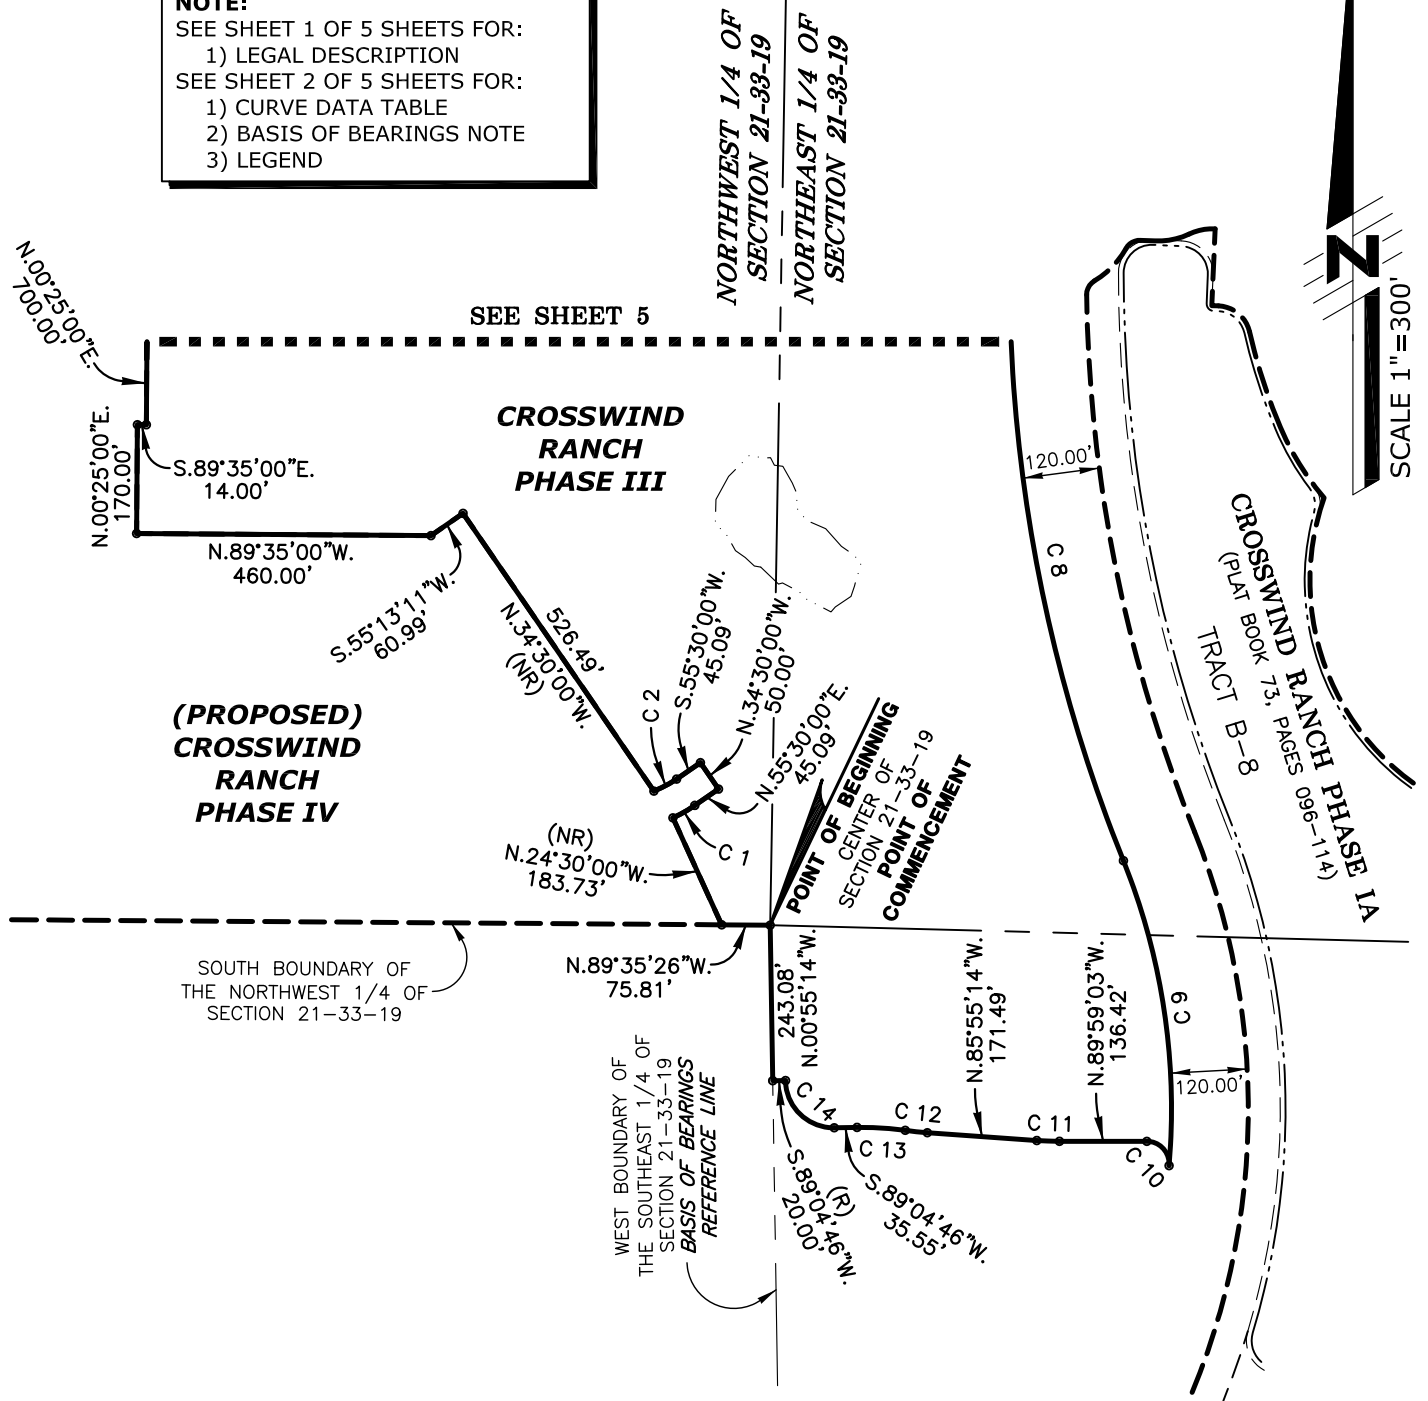 NOTE:
SEE SHEET 1 OF 5 SHEETS FOR:
1) LEGAL DESCRIPTION
SEE SHEET 2 OF 5 SHEETS FOR:
1) CURVE DATA TABLE
2) BASIS OF BEARINGS NOTE
3) LEGEND
NORTHWEST 1/4 OF
SECTION 21-33-19
NORTHEAST 1/4 OF
SECTION 21-33-19
N
SCALE 1"=300'
SEE SHEET 5
N.00°25'00"E.
700.00'
N.00°25'00"E.
170.00'
S.89°35'00"E.
14.00'
N.89°35'00"W.
460.00'
CROSSWIND
RANCH
PHASE III
S.55°13'11"W.
60.99'
526.49'
N.34°30'00"W.
(NR)
C 2
S.55°30'00"W.
45.09'
N.34°30'00"W.
50.00'
N.55°30'00"E.
45.09'
C 1
(PROPOSED)
CROSSWIND
RANCH
PHASE IV
(NR)
N.24°30'00"W.
183.73'
POINT OF BEGINNING
CENTER OF
SECTION 21-33-19
POINT OF
COMMENCEMENT
120.00'
C 8
CROSSWIND RANCH PHASE IA
(PLAT BOOK 73, PAGES 096-114)
TRACT B-8
SOUTH BOUNDARY OF
THE NORTHWEST 1/4 OF
SECTION 21-33-19
N.89°35'26"W.
75.81'
243.08'
N.00°55'14"W.
N.85°55'14"W.
171.49'
N.89°59'03"W.
136.42'
C 9
120.00'
WEST BOUNDARY OF
THE SOUTHEAST 1/4 OF
SECTION 21-33-19
BASIS OF BEARINGS
REFERENCE LINE
C 14
C 13
C 12
C 11
C 10
(R)
S.89°04'46"W.
20.00'
S.89°04'46"W.
35.55'